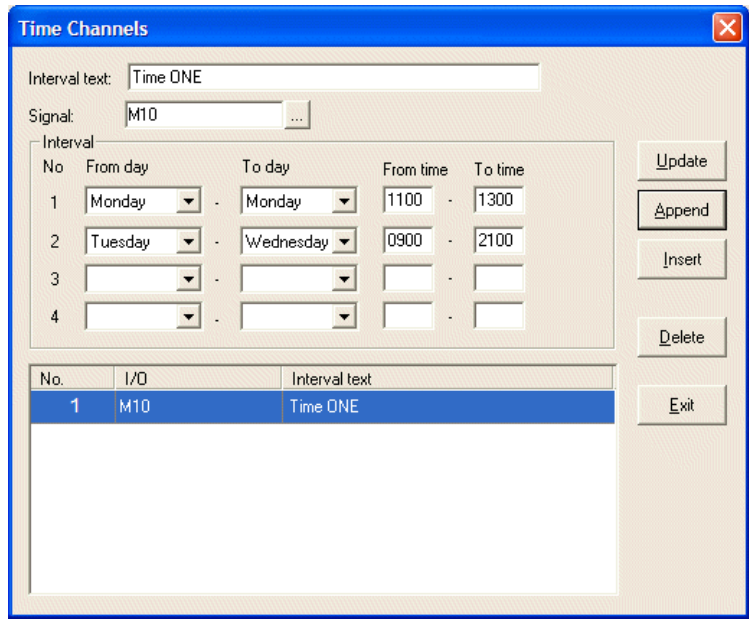 Time Channels
Interval text: Time ONE
Signal: M10 ...
Interval
No From day To day From time To time
1 Monday - Monday 1100 - 1300
2 Tuesday - Wednesday 0900 - 2100
3 - -
4 - -
Update
Append
Insert
Delete
Exit
No. I/O Interval text
1 M10 Time ONE